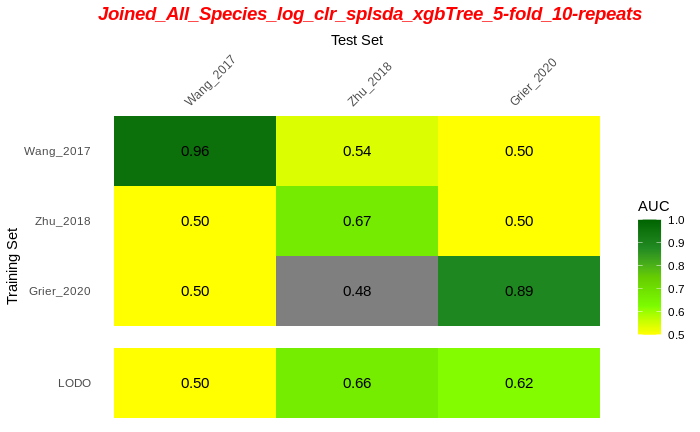 Joined_All_Species_log_clr_splsda_xgbTree_5-fold_10-repeats
Test Set
Wang_2017 Zhu_2018 Grier_2020
Training Set
Wang_2017 0.96 0.54 0.50
Zhu_2018 0.50 0.67 0.50
Grier_2020 0.50 0.48 0.89
LODO 0.50 0.66 0.62
AUC
1.0
0.9
0.8
0.7
0.6
0.5